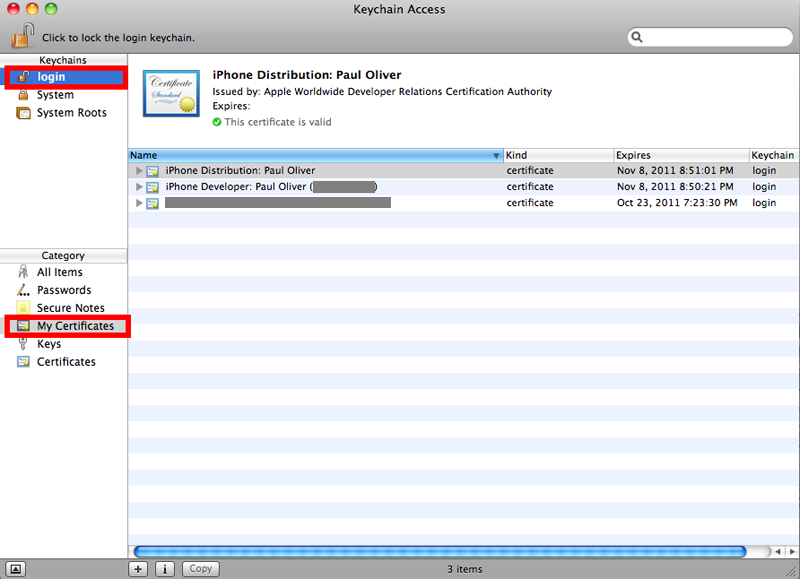 Keychain Access
Click to lock the login keychain.
Keychains
login
System
System Roots
Certificate
Standard
iPhone Distribution: Paul Oliver
Issued by: Apple Worldwide Developer Relations Certification Authority
Expires:
This certificate is valid
Name Kind Expires Keychain
iPhone Distribution: Paul Oliver certificate Nov 8, 2011 8:51:01 PM login
iPhone Developer: Paul Oliver ( ) certificate Nov 8, 2011 8:50:21 PM login
certificate Oct 23, 2011 7:23:30 PM login
Category
All Items
Passwords
Secure Notes
My Certificates
Keys
Certificates
+ i Copy 3 items